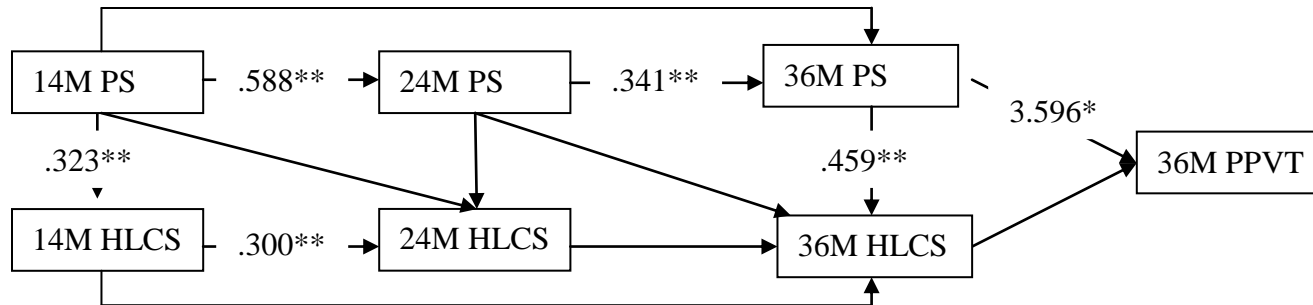 14M PS
.588**
24M PS
.341**
36M PS
3.596*
.323**
.459**
36M PPVT
14M HLCS
.300**
24M HLCS
36M HLCS